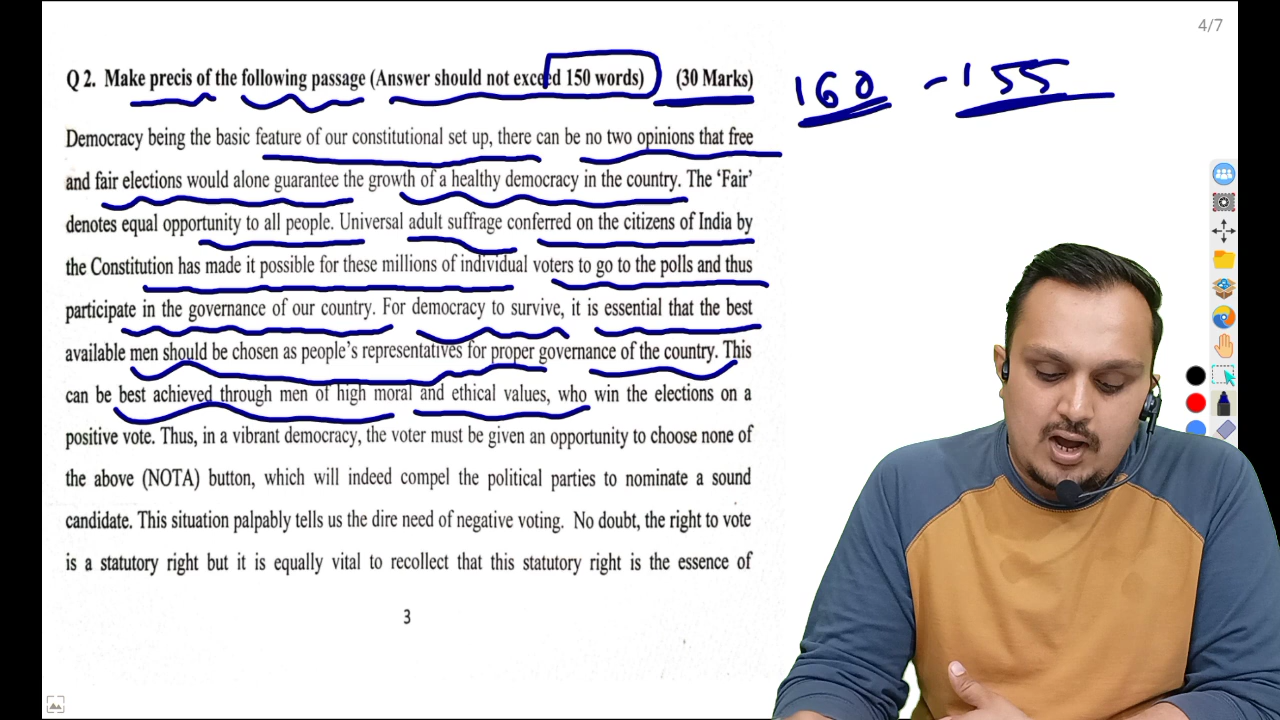 4/7
Q 2. Make precis of the following passage (Answer should not exceed 150 words) (30 Marks)
160 - 155
Democracy being the basic feature of our constitutional set up, there can be no two opinions that free
and fair elections would alone guarantee the growth of a healthy democracy in the country. The ‘Fair’
denotes equal opportunity to all people. Universal adult suffrage conferred on the citizens of India by
the Constitution has made it possible for these millions of individual voters to go to the polls and thus
participate in the governance of our country. For democracy to survive, it is essential that the best
available men should be chosen as people’s representatives for proper governance of the country. This
can be best achieved through men of high moral and ethical values, who win the elections on a
positive vote. Thus, in a vibrant democracy, the voter must be given an opportunity to choose none of
the above (NOTA) button, which will indeed compel the political parties to nominate a sound
candidate. This situation palpably tells us the dire need of negative voting. No doubt, the right to vote
is a statutory right but it is equally vital to recollect that this statutory right is the essence of
3